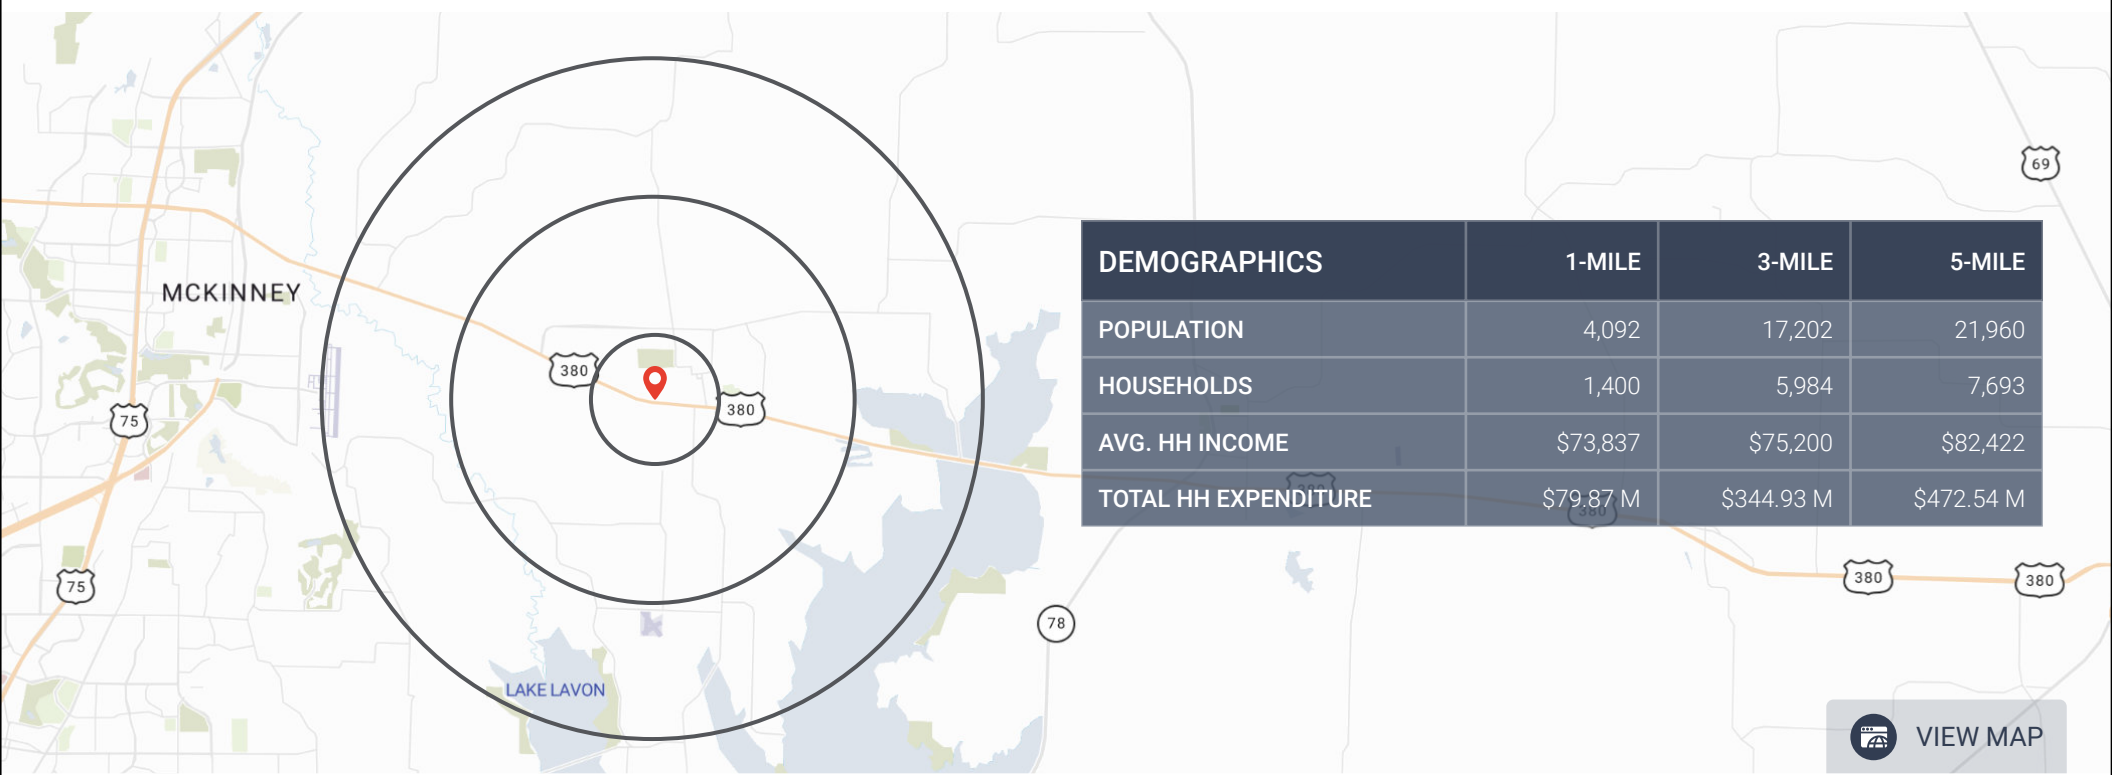 69
DEMOGRAPHICS 1-MILE 3-MILE 5-MILE
MCKINNEY
POPULATION 4,092 17,202 21,960
380
HOUSEHOLDS 1,400 5,984 7,693
380
75
AVG. HH INCOME $73,837 $75,200 $82,422
380
TOTAL HH EXPENDITURE $79.87 M $344.93 M $472.54 M
380
380
380
75
78
LAKE LAVON
VIEW MAP